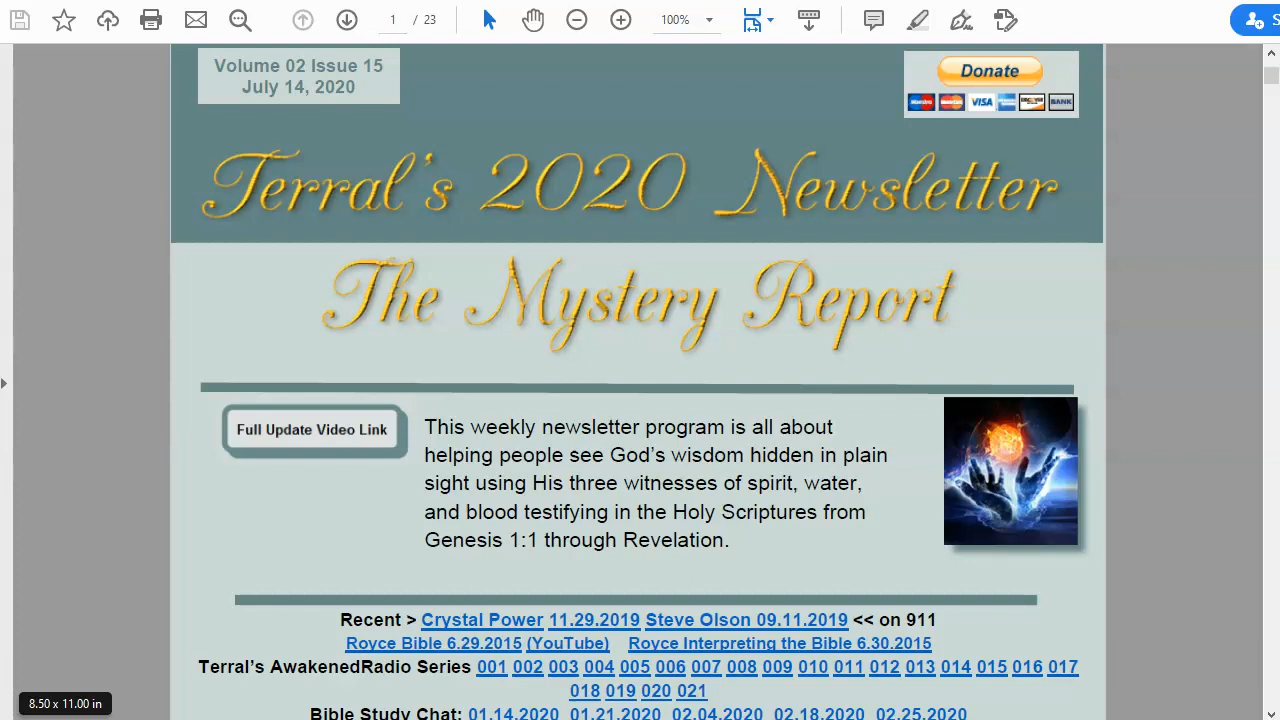 1 / 23
100%
S
Volume 02 Issue 15
July 14, 2020
Donate
VISA
BANK
Terral's 2020 Newsletter
The Mystery Report
Full Update Video Link
This weekly newsletter program is all about
helping people see God's wisdom hidden in plain
sight using His three witnesses of spirit, water,
and blood testifying in the Holy Scriptures from
Genesis 1:1 through Revelation.
Recent > Crystal Power 11.29.2019 Steve Olson 09.11.2019 << on 911
Royce Bible 6.29.2015 (YouTube) Royce Interpreting the Bible 6.30.2015
Terral's AwakenedRadio Series 001 002 003 004 005 006 007 008 009 010 011 012 013 014 015 016 017
018 019 020 021
Bible Study Chat: 01.14.2020 01.21.2020 02.04.2020 02.18.2020 02.25.2020
8.50 x 11.00 in